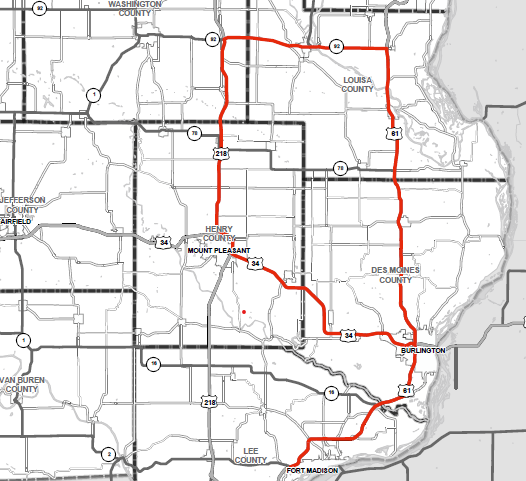 WASHINGTON
COUNTY
92
92
92
1
LOUISA
COUNTY
78
61
218
78
JEFFERSON
COUNTY
FAIRFIELD
HENRY
COUNTY
34
MOUNT PLEASANT
34
DES MOINES
COUNTY
34
1
BURLINGTON
16
VAN BUREN
COUNTY
61
16
218
LEE
COUNTY
2
FORT MADISON